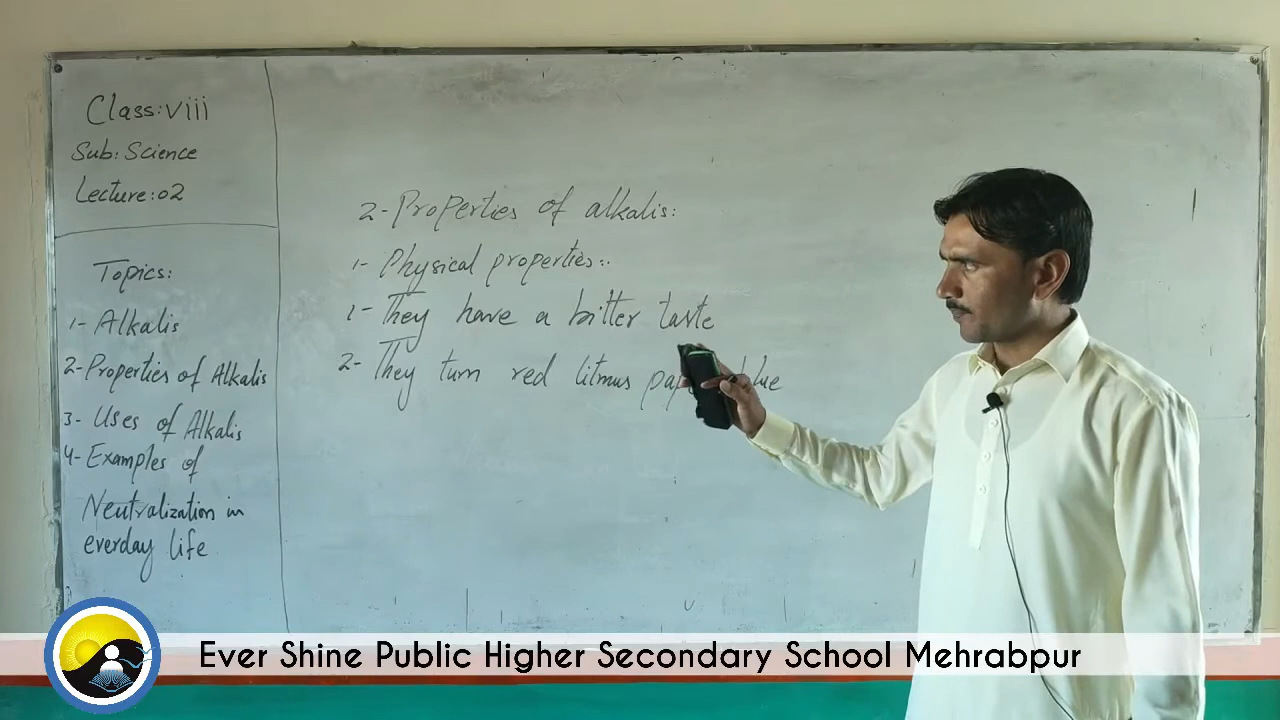 Class: viii
Sub: Science
Lecture: 02
Topics:
1- Alkalis
2- Properties of Alkalis
3- Uses of Alkalis
4- Examples of
Neutralization in
everday life
2- Properties of alkalis:
1- Physical properties:.
1- They have a bitter taste
2- They turn red litmus paper blue
Ever Shine Public Higher Secondary School Mehrabpur